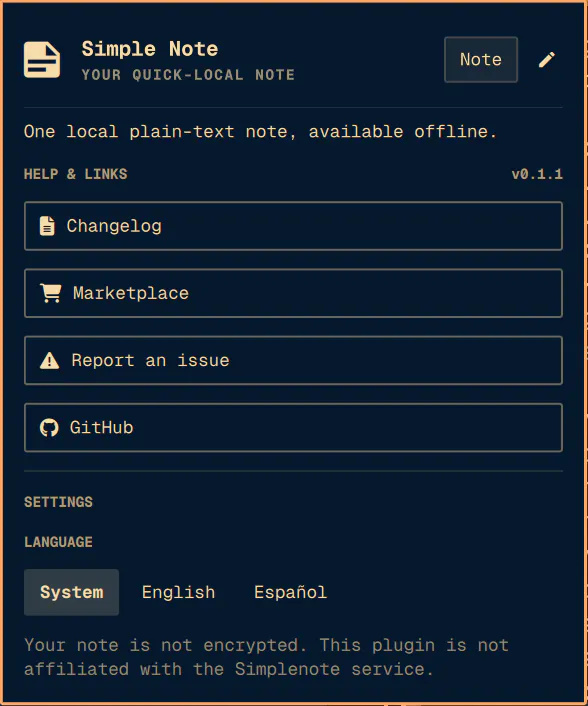 Simple Note
YOUR QUICK-LOCAL NOTE
Note
One local plain-text note, available offline.
HELP & LINKS
v0.1.1
Changelog
Marketplace
Report an issue
GitHub
SETTINGS
LANGUAGE
System
English
Español
Your note is not encrypted. This plugin is not
affiliated with the Simplenote service.